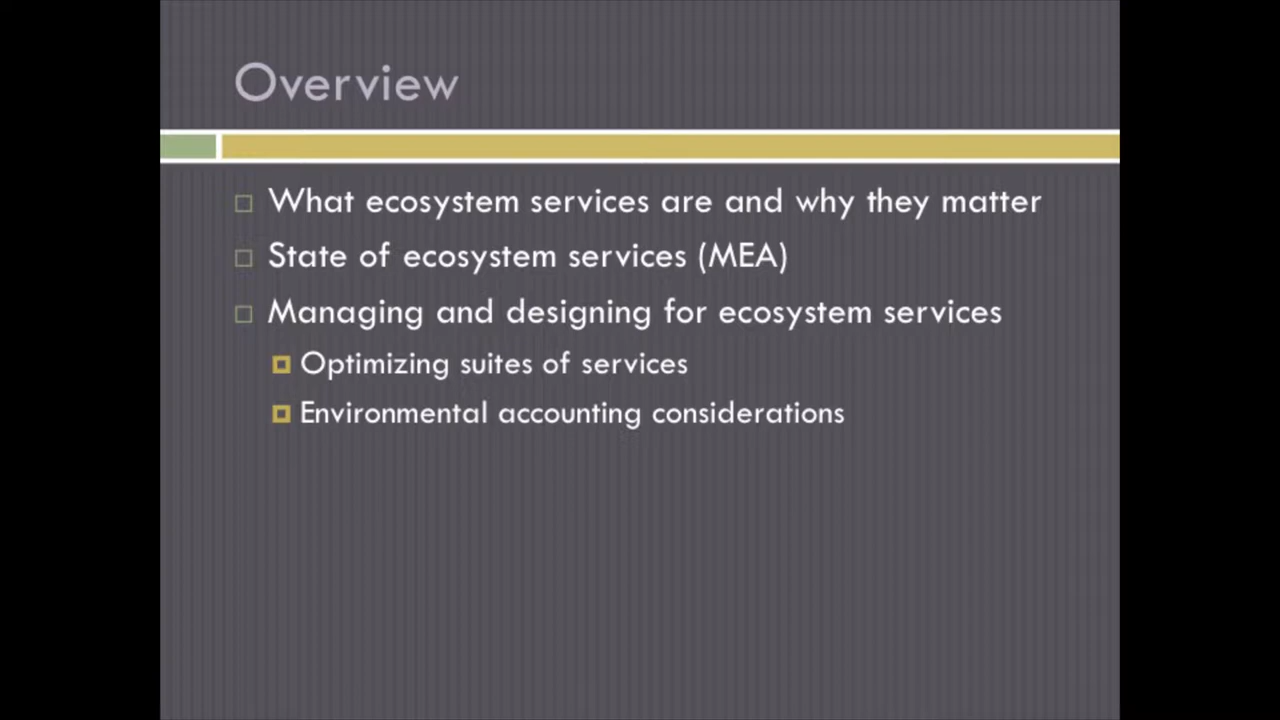 Overview
What ecosystem services are and why they matter
State of ecosystem services (MEA)
Managing and designing for ecosystem services
Optimizing suites of services
Environmental accounting considerations